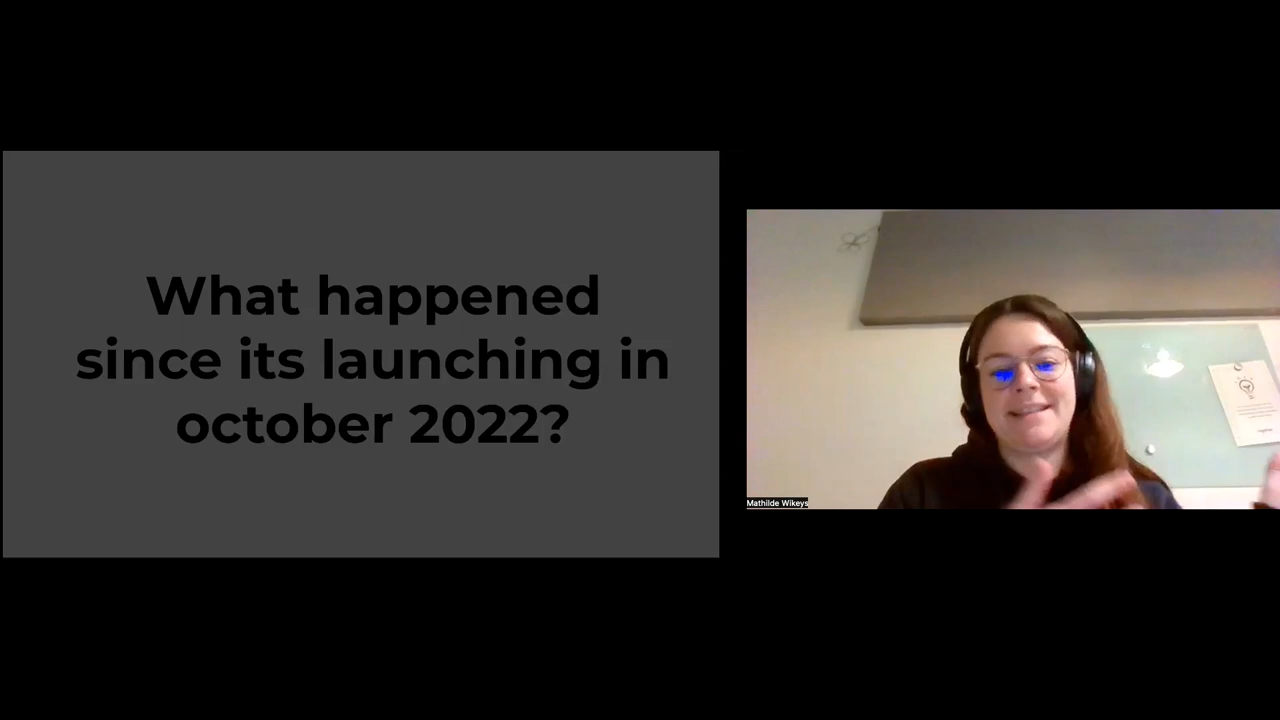 What happened
since its launching in
october 2022?
Mathilde Wikeys